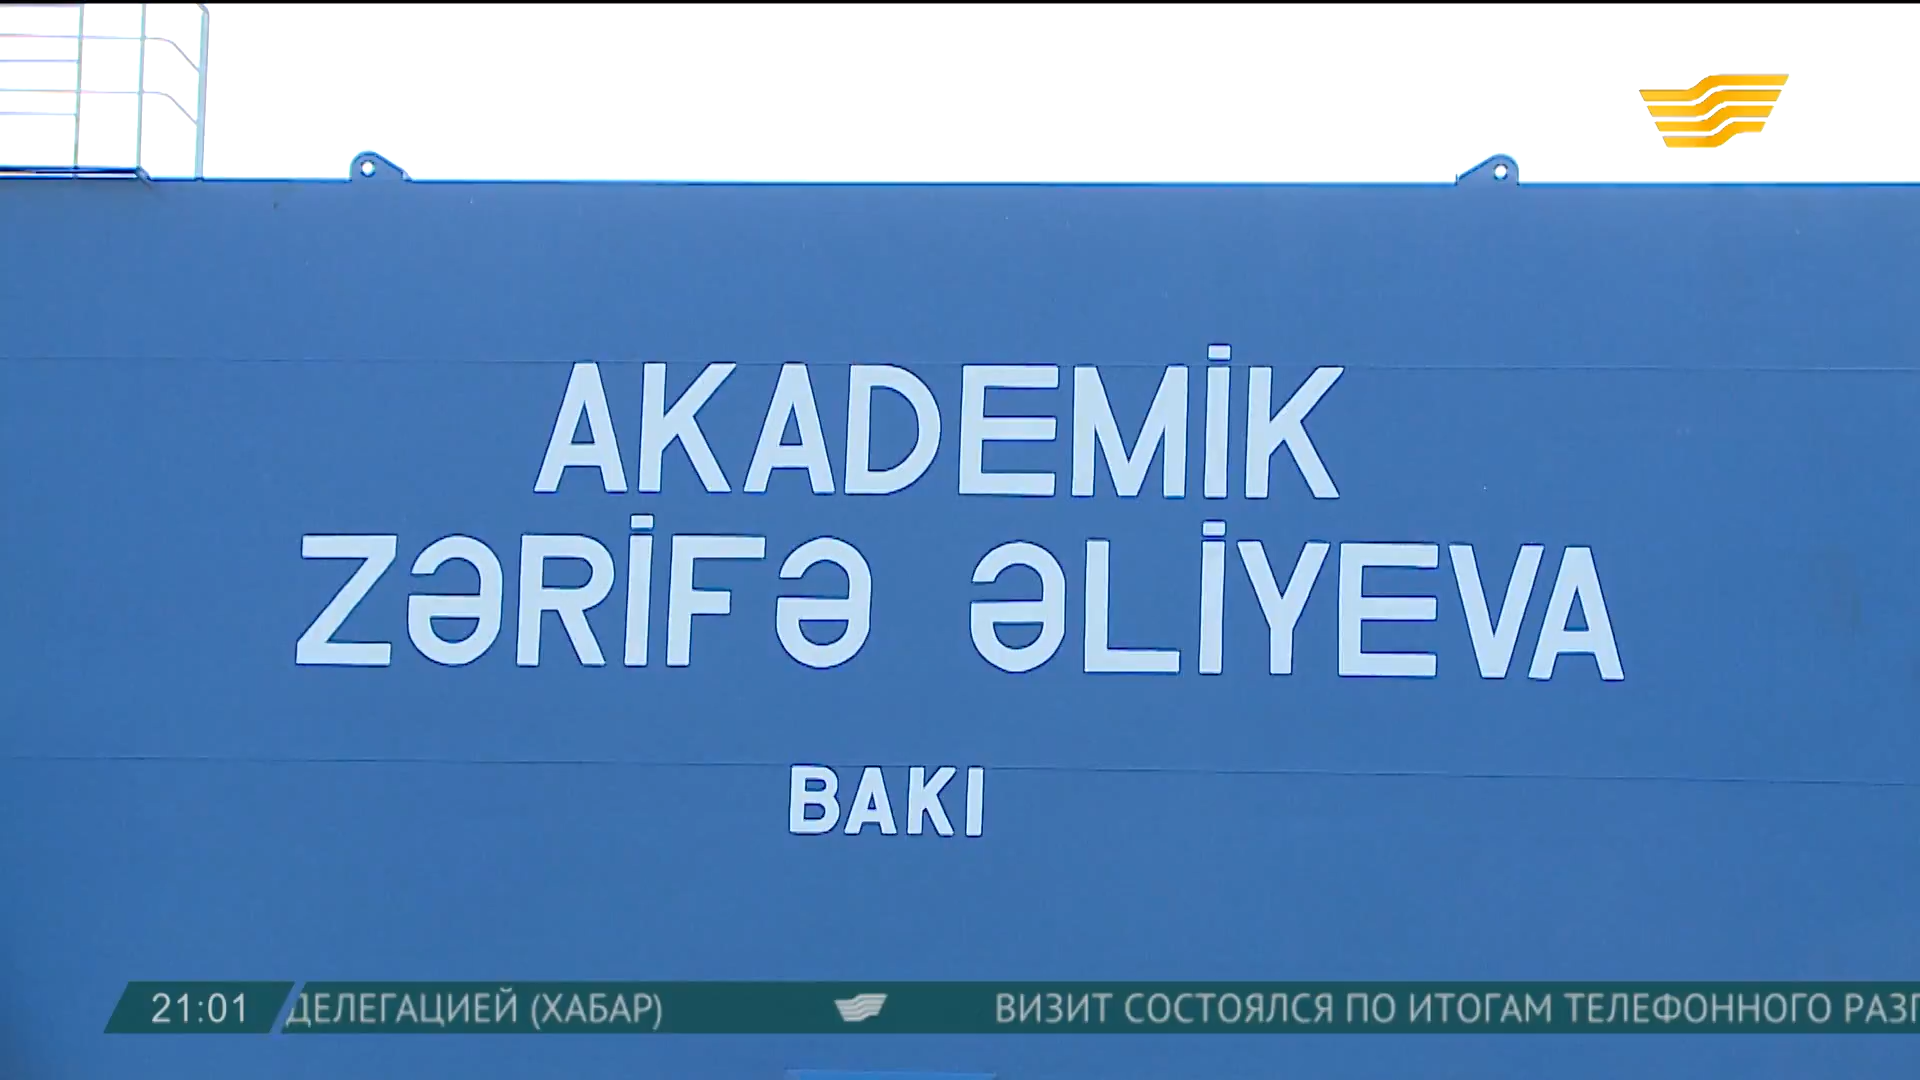 AKADEMİK
ZƏRİFƏ ƏLİYEVA
BAKI
21:01 ДЕЛЕГАЦИЕЙ (ХАБАР) ВИЗИТ СОСТОЯЛСЯ ПО ИТОГАМ ТЕЛЕФОННОГО